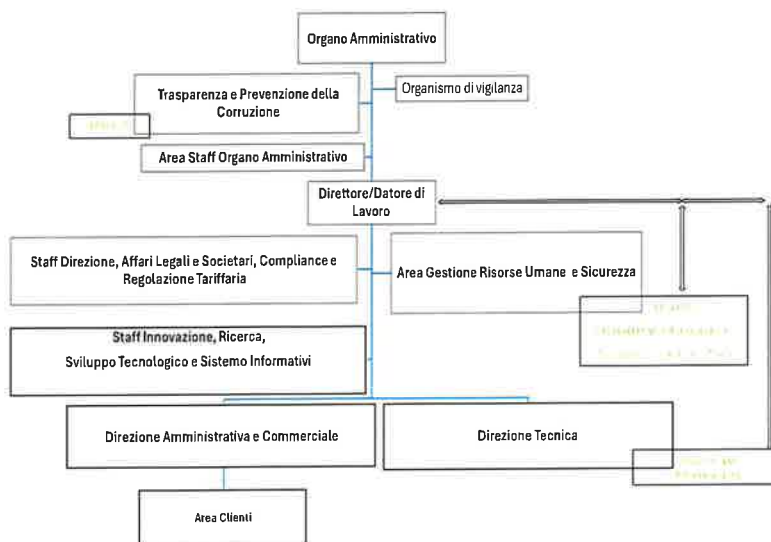 Organo Amministrativo
Trasparenza e Prevenzione della
Corruzione
Organismo di vigilanza
Area Staff Organo Amministrativo
Direttore/Datore di
Lavoro
Staff Direzione, Affari Legali e Societari, Compliance e
Regolazione Tariffaria
Area Gestione Risorse Umane e Sicurezza
Staff Innovazione, Ricerca,
Sviluppo Tecnologico e Sistemo Informativi
Direzione Amministrativa e Commerciale
Direzione Tecnica
Area Clienti